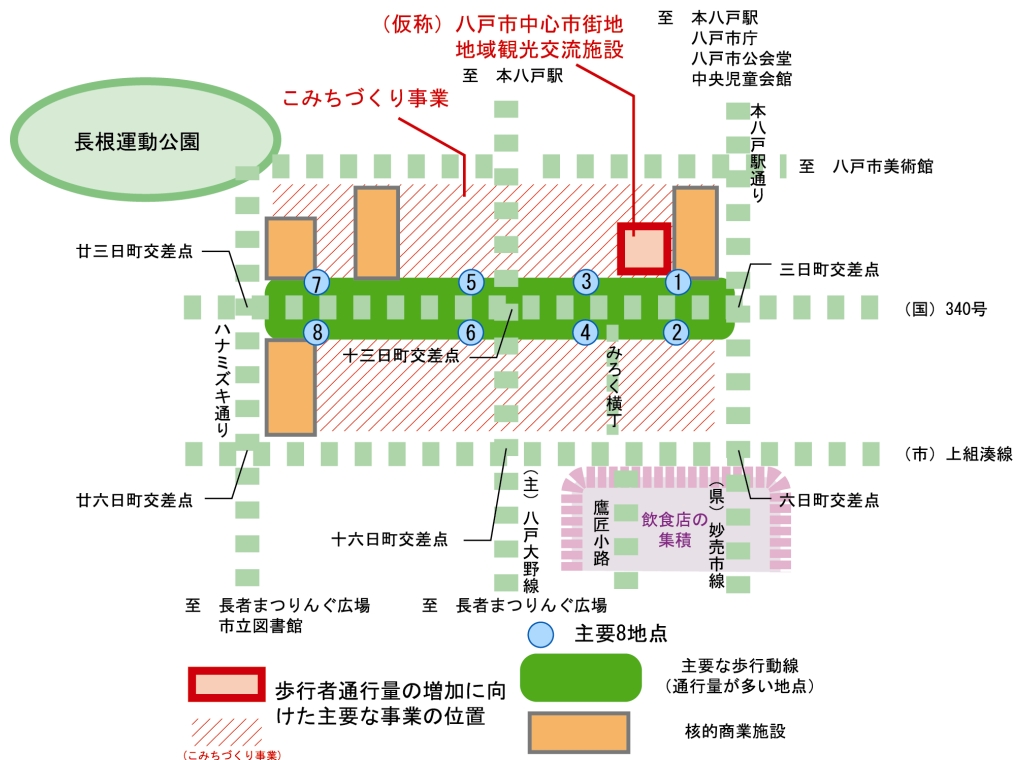 (仮称)八戸市中心市街地
地域観光交流施設
至 本八戸駅
八戸市庁
八戸市公会堂
中央児童会館
至 本八戸駅
こみちづくり事業
長根運動公園
本八戸駅通り
至 八戸市美術館
廿三日町交差点
三日町交差点
7
5
3
1
(国)340号
8
6
4
2
十三日町交差点
ハナミズキ通り
みろく横丁
(市)上組湊線
廿六日町交差点
十六日町交差点
(主)八戸大野線
鷹匠小路
飲食店の
集積
(県)妙売市線
六日町交差点
至 長者まつりんぐ広場
市立図書館
至 長者まつりんぐ広場
主要8地点
歩行者通行量の増加に向
けた主要な事業の位置
(こみちづくり事業)
主要な歩行動線
(通行量が多い地点)
核的商業施設